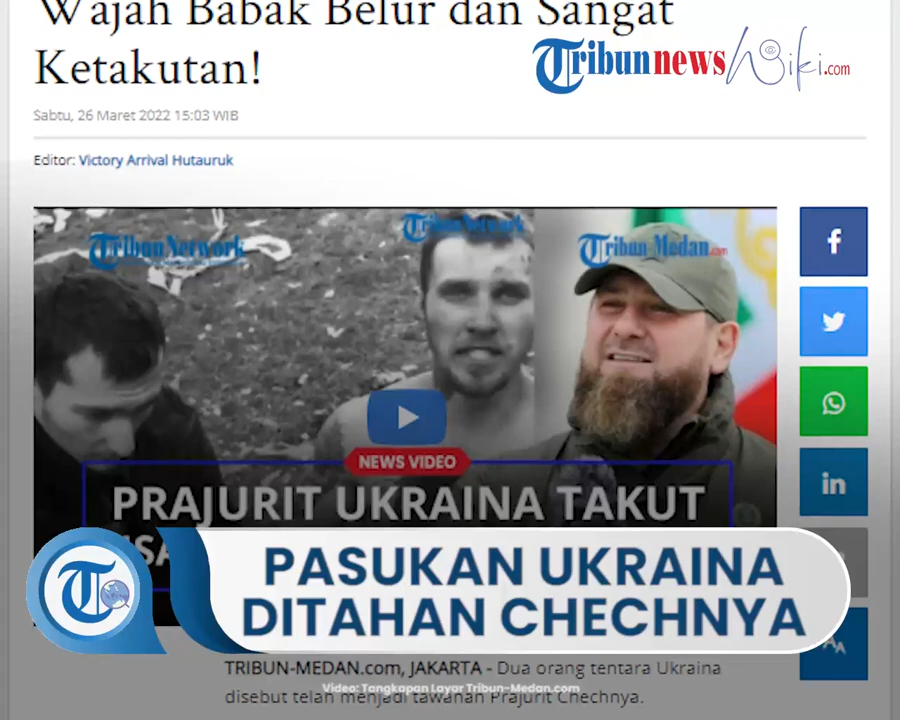 Wajah Babak Belur dan Sangat
Ketakutan!
Tribunnews Wiki.com
Sabtu, 26 Maret 2022 15:03 WIB
Editor: Victory Arrival Hutauruk
Tribun Network
Tribun Network
Tribun-Medan.com
NEWS VIDEO
PRAJURIT UKRAINA TAKUT
PASUKAN UKRAINA
DITAHAN CHECHNYA
TRIBUN-MEDAN.com, JAKARTA - Dua orang tentara Ukraina
Video: Tangkapan Layar Tribun-Medan.com
disebut telah menjadi tawanan Prajurit Chechnya.